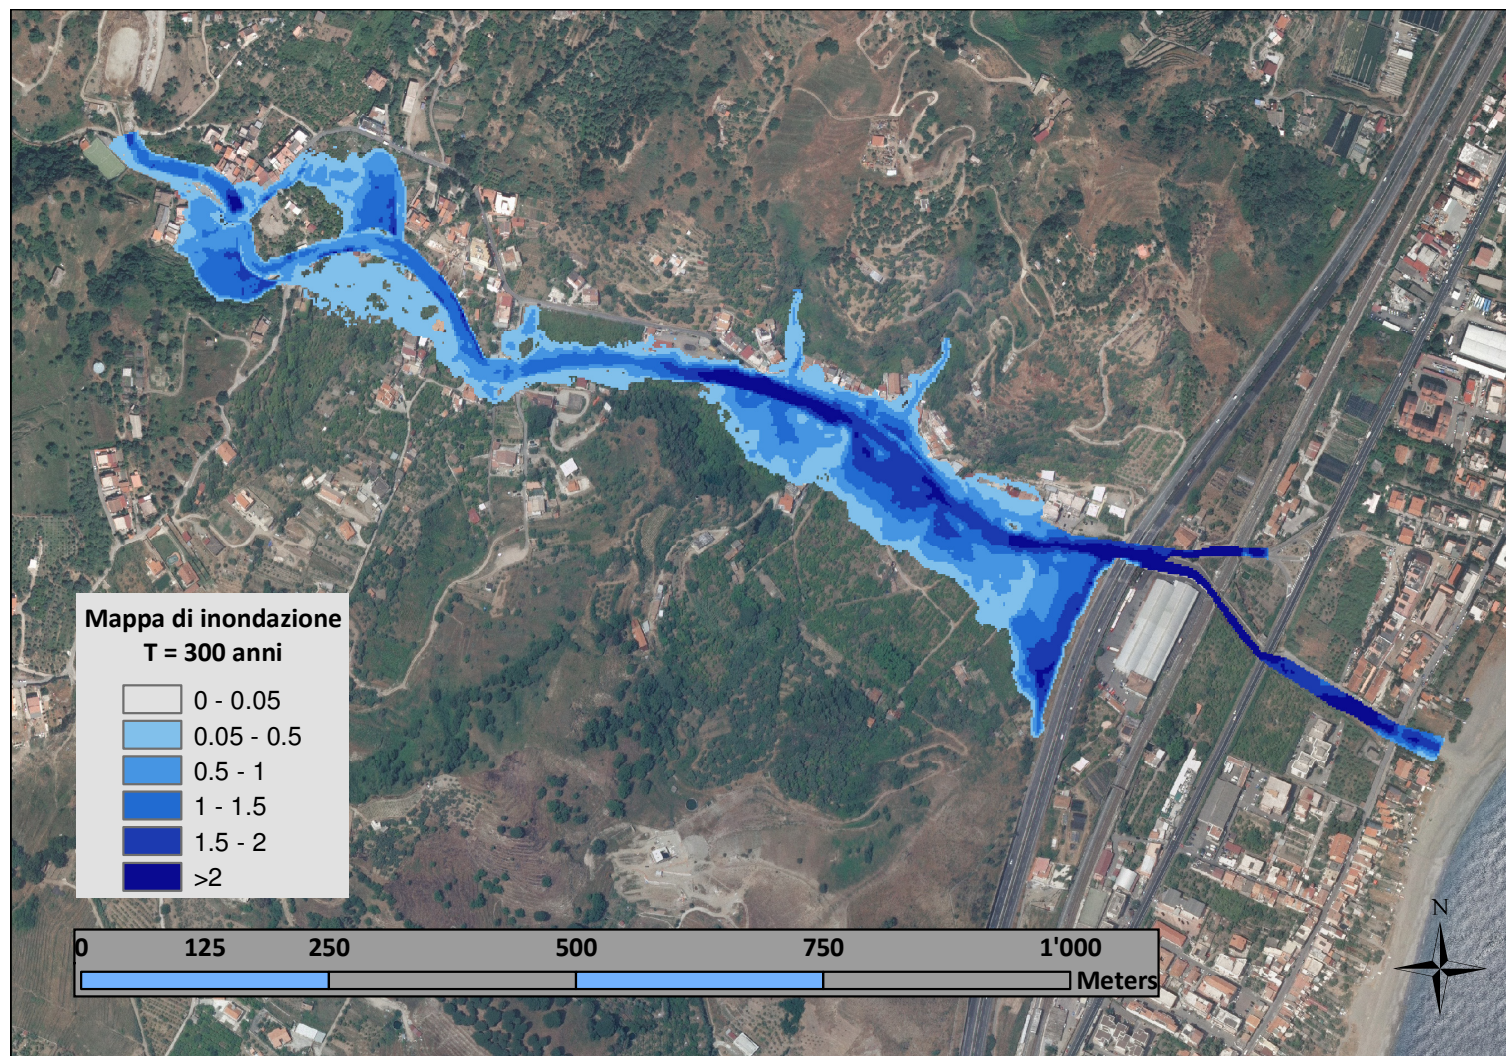 Mappa di inondazione
T = 300 anni
0 - 0.05
0.05 - 0.5
0.5 - 1
1 - 1.5
1.5 - 2
>2
0 125 250 500 750 1'000
Meters
N